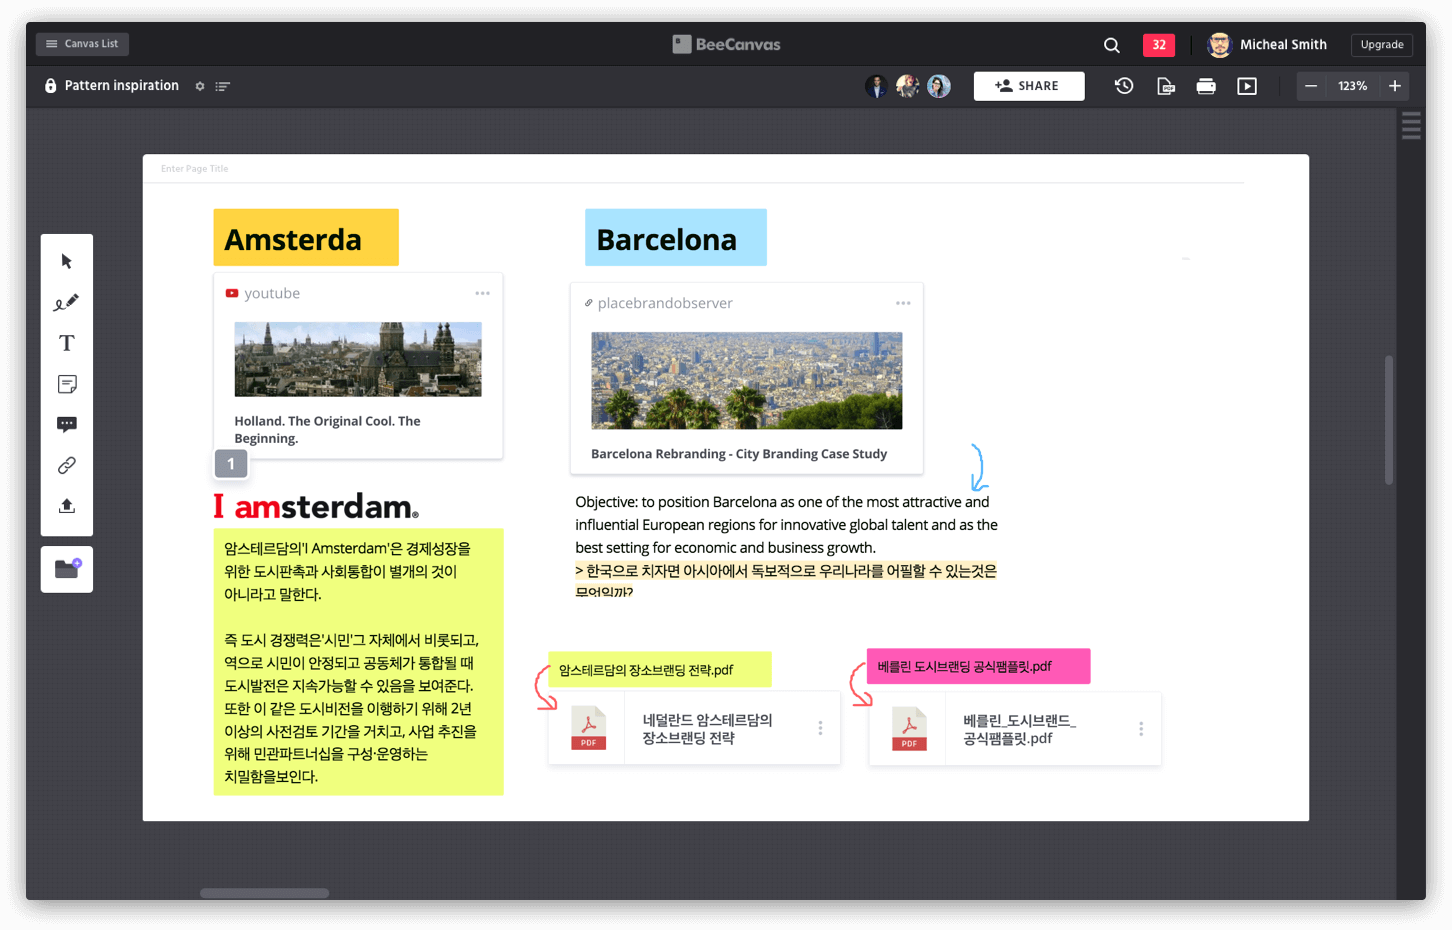 Canvas List
BeeCanvas
32
Micheal Smith
Upgrade
Pattern inspiration
SHARE
123%
Enter Page Title
Amsterda
Barcelona
youtube
Holland. The Original Cool. The
Beginning.
1
placebrandobserver
Barcelona Rebranding - City Branding Case Study
I amsterdam.®
암스테르담의'I Amsterdam'은 경제성장을
위한 도시판촉과 사회통합이 별개의 것이
아니라고 말한다.
즉 도시 경쟁력은'시민'그 자체에서 비롯되고,
역으로 시민이 안정되고 공동체가 통합될 때
도시발전은 지속가능할 수 있음을 보여준다.
또한 이 같은 도시비전을 이행하기 위해 2년
이상의 사전검토 기간을 거치고, 사업 추진을
위해 민관파트너십을 구성·운영하는
치밀함을보인다.
Objective: to position Barcelona as one of the most attractive and
influential European regions for innovative global talent and as the
best setting for economic and business growth.
> 한국으로 치자면 아시아에서 독보적으로 우리나라를 어필할 수 있는것은
무엇일까?
암스테르담의 장소브랜딩 전략.pdf
PDF
네덜란드 암스테르담의
장소브랜딩 전략
베를린 도시브랜딩 공식팸플릿.pdf
PDF
베를린_도시브랜드_
공식팸플릿.pdf